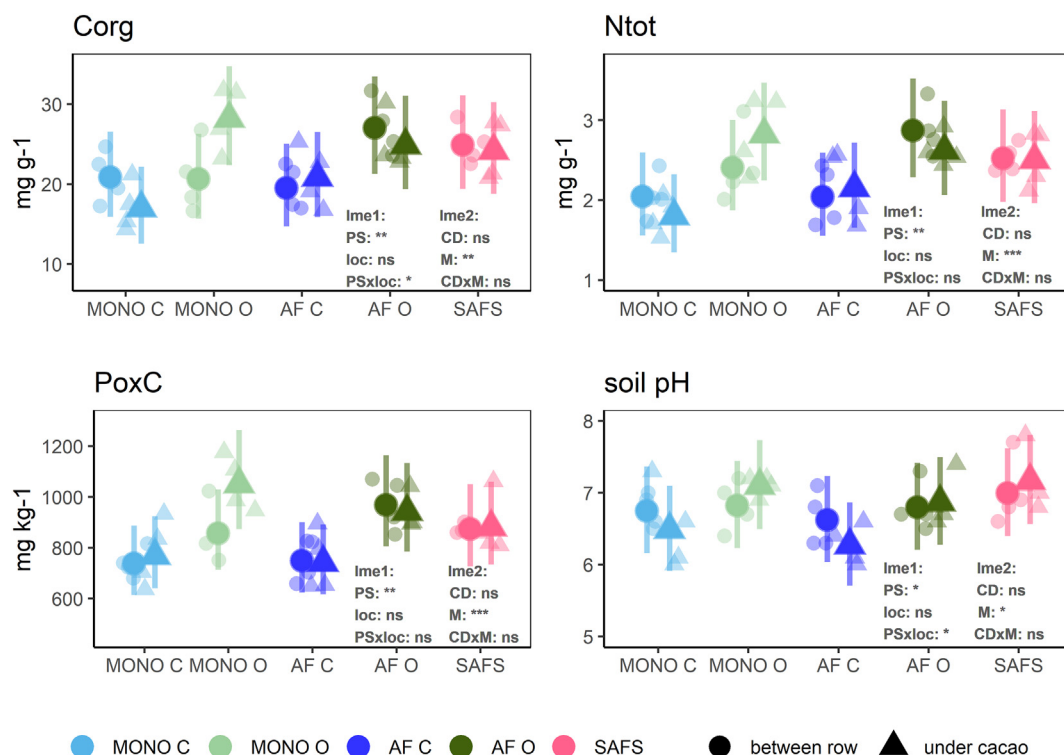 Corg
Ntot
mg g-1
30
20
10
lme1:
lme2:
PS: **
CD: ns
loc: ns
M: **
PSxloc: *
CDxM: ns
MONO C
MONO O
AF C
AF O
SAFS
3
2
1
lme1:
lme2:
PS: **
CD: ns
loc: ns
M: ***
PSxloc: ns
CDxM: ns
MONO C
MONO O
AF C
AF O
SAFS
PoxC
soil pH
mg kg-1
1200
1000
800
600
lme1:
lme2:
PS: **
CD: ns
loc: ns
M: ***
PSxloc: ns
CDxM: ns
MONO C
MONO O
AF C
AF O
SAFS
8
7
6
5
lme1:
lme2:
PS: *
CD: ns
loc: ns
M: *
PSxloc: *
CDxM: ns
MONO C
MONO O
AF C
AF O
SAFS
MONO C
MONO O
AF C
AF O
SAFS
between row
under cacao